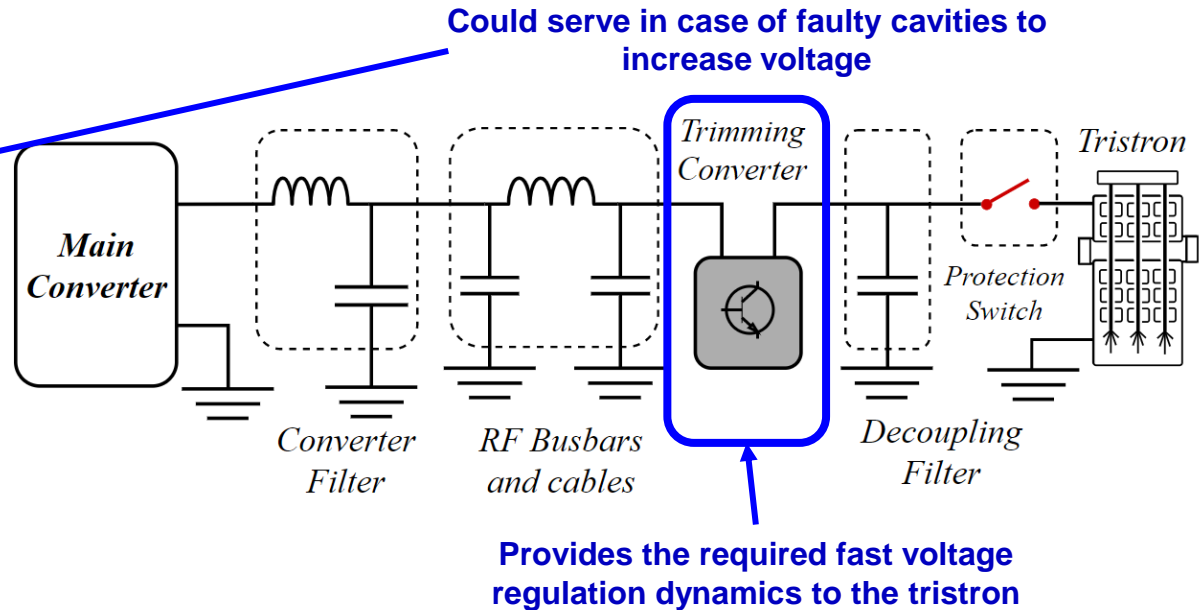 Could serve in case of faulty cavities to
increase voltage
Trimming
Converter
Tristron
Main
Converter
Protection
Switch
Converter
Filter
RF Busbars
and cables
Decoupling
Filter
Provides the required fast voltage
regulation dynamics to the tristron